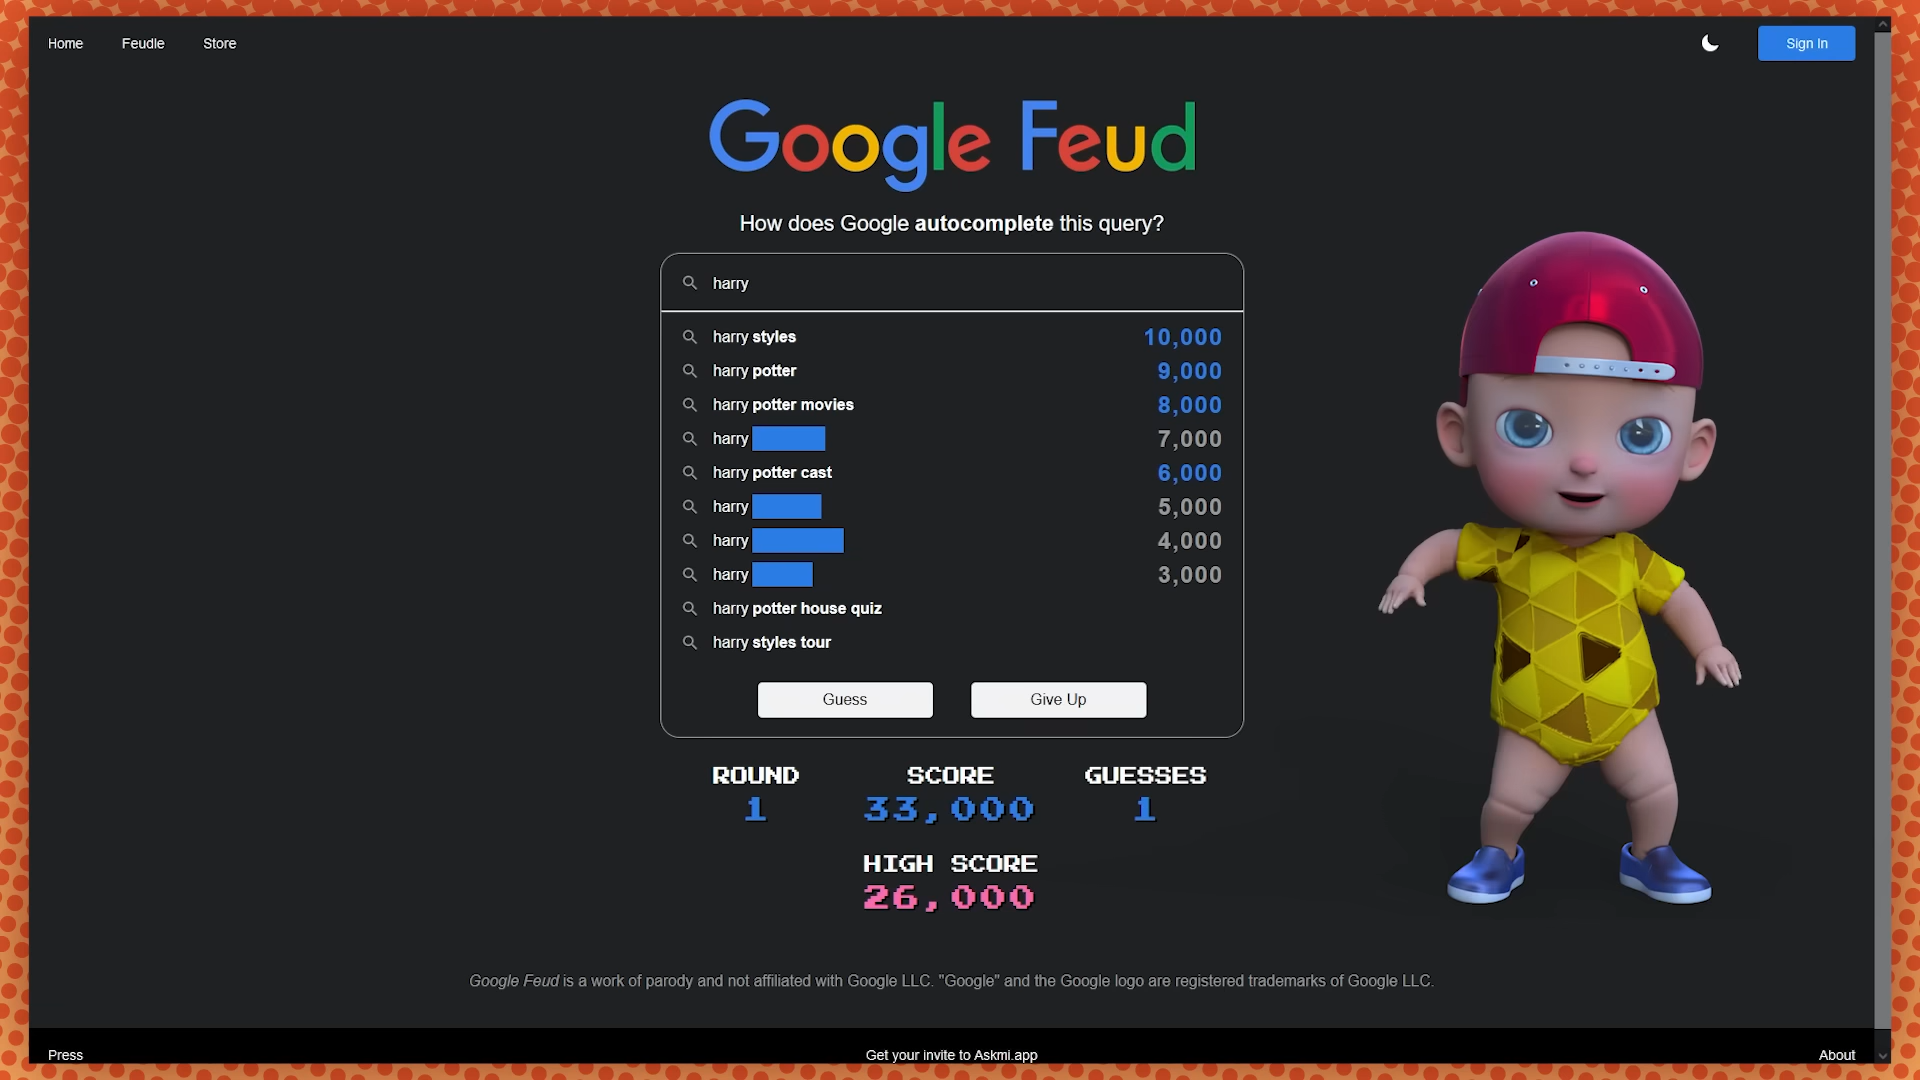 Home
Feudle
Store
Sign In
Google Feud
How does Google autocomplete this query?
harry
harry styles 10,000
harry potter 9,000
harry potter movies 8,000
harry 7,000
harry potter cast 6,000
harry 5,000
harry 4,000
harry 3,000
harry potter house quiz
harry styles tour
Guess
Give Up
ROUND
1
SCORE
33,000
GUESSES
1
HIGH SCORE
26,000
Google Feud is a work of parody and not affiliated with Google LLC. "Google" and the Google logo are registered trademarks of Google LLC.
Press
Get your invite to Askmi.app
About